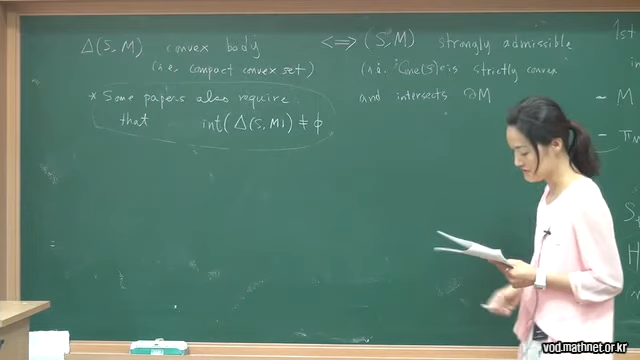 Δ(S, M) convex body <=> (S, M) strongly admissible
(i.e. compact convex set) (i.e. Cone(S) is strictly convex
* Some papers also require and intersects ∂M
that int(Δ(S, M)) ≠ φ
1st
~ M
vod.mathnet.or.kr